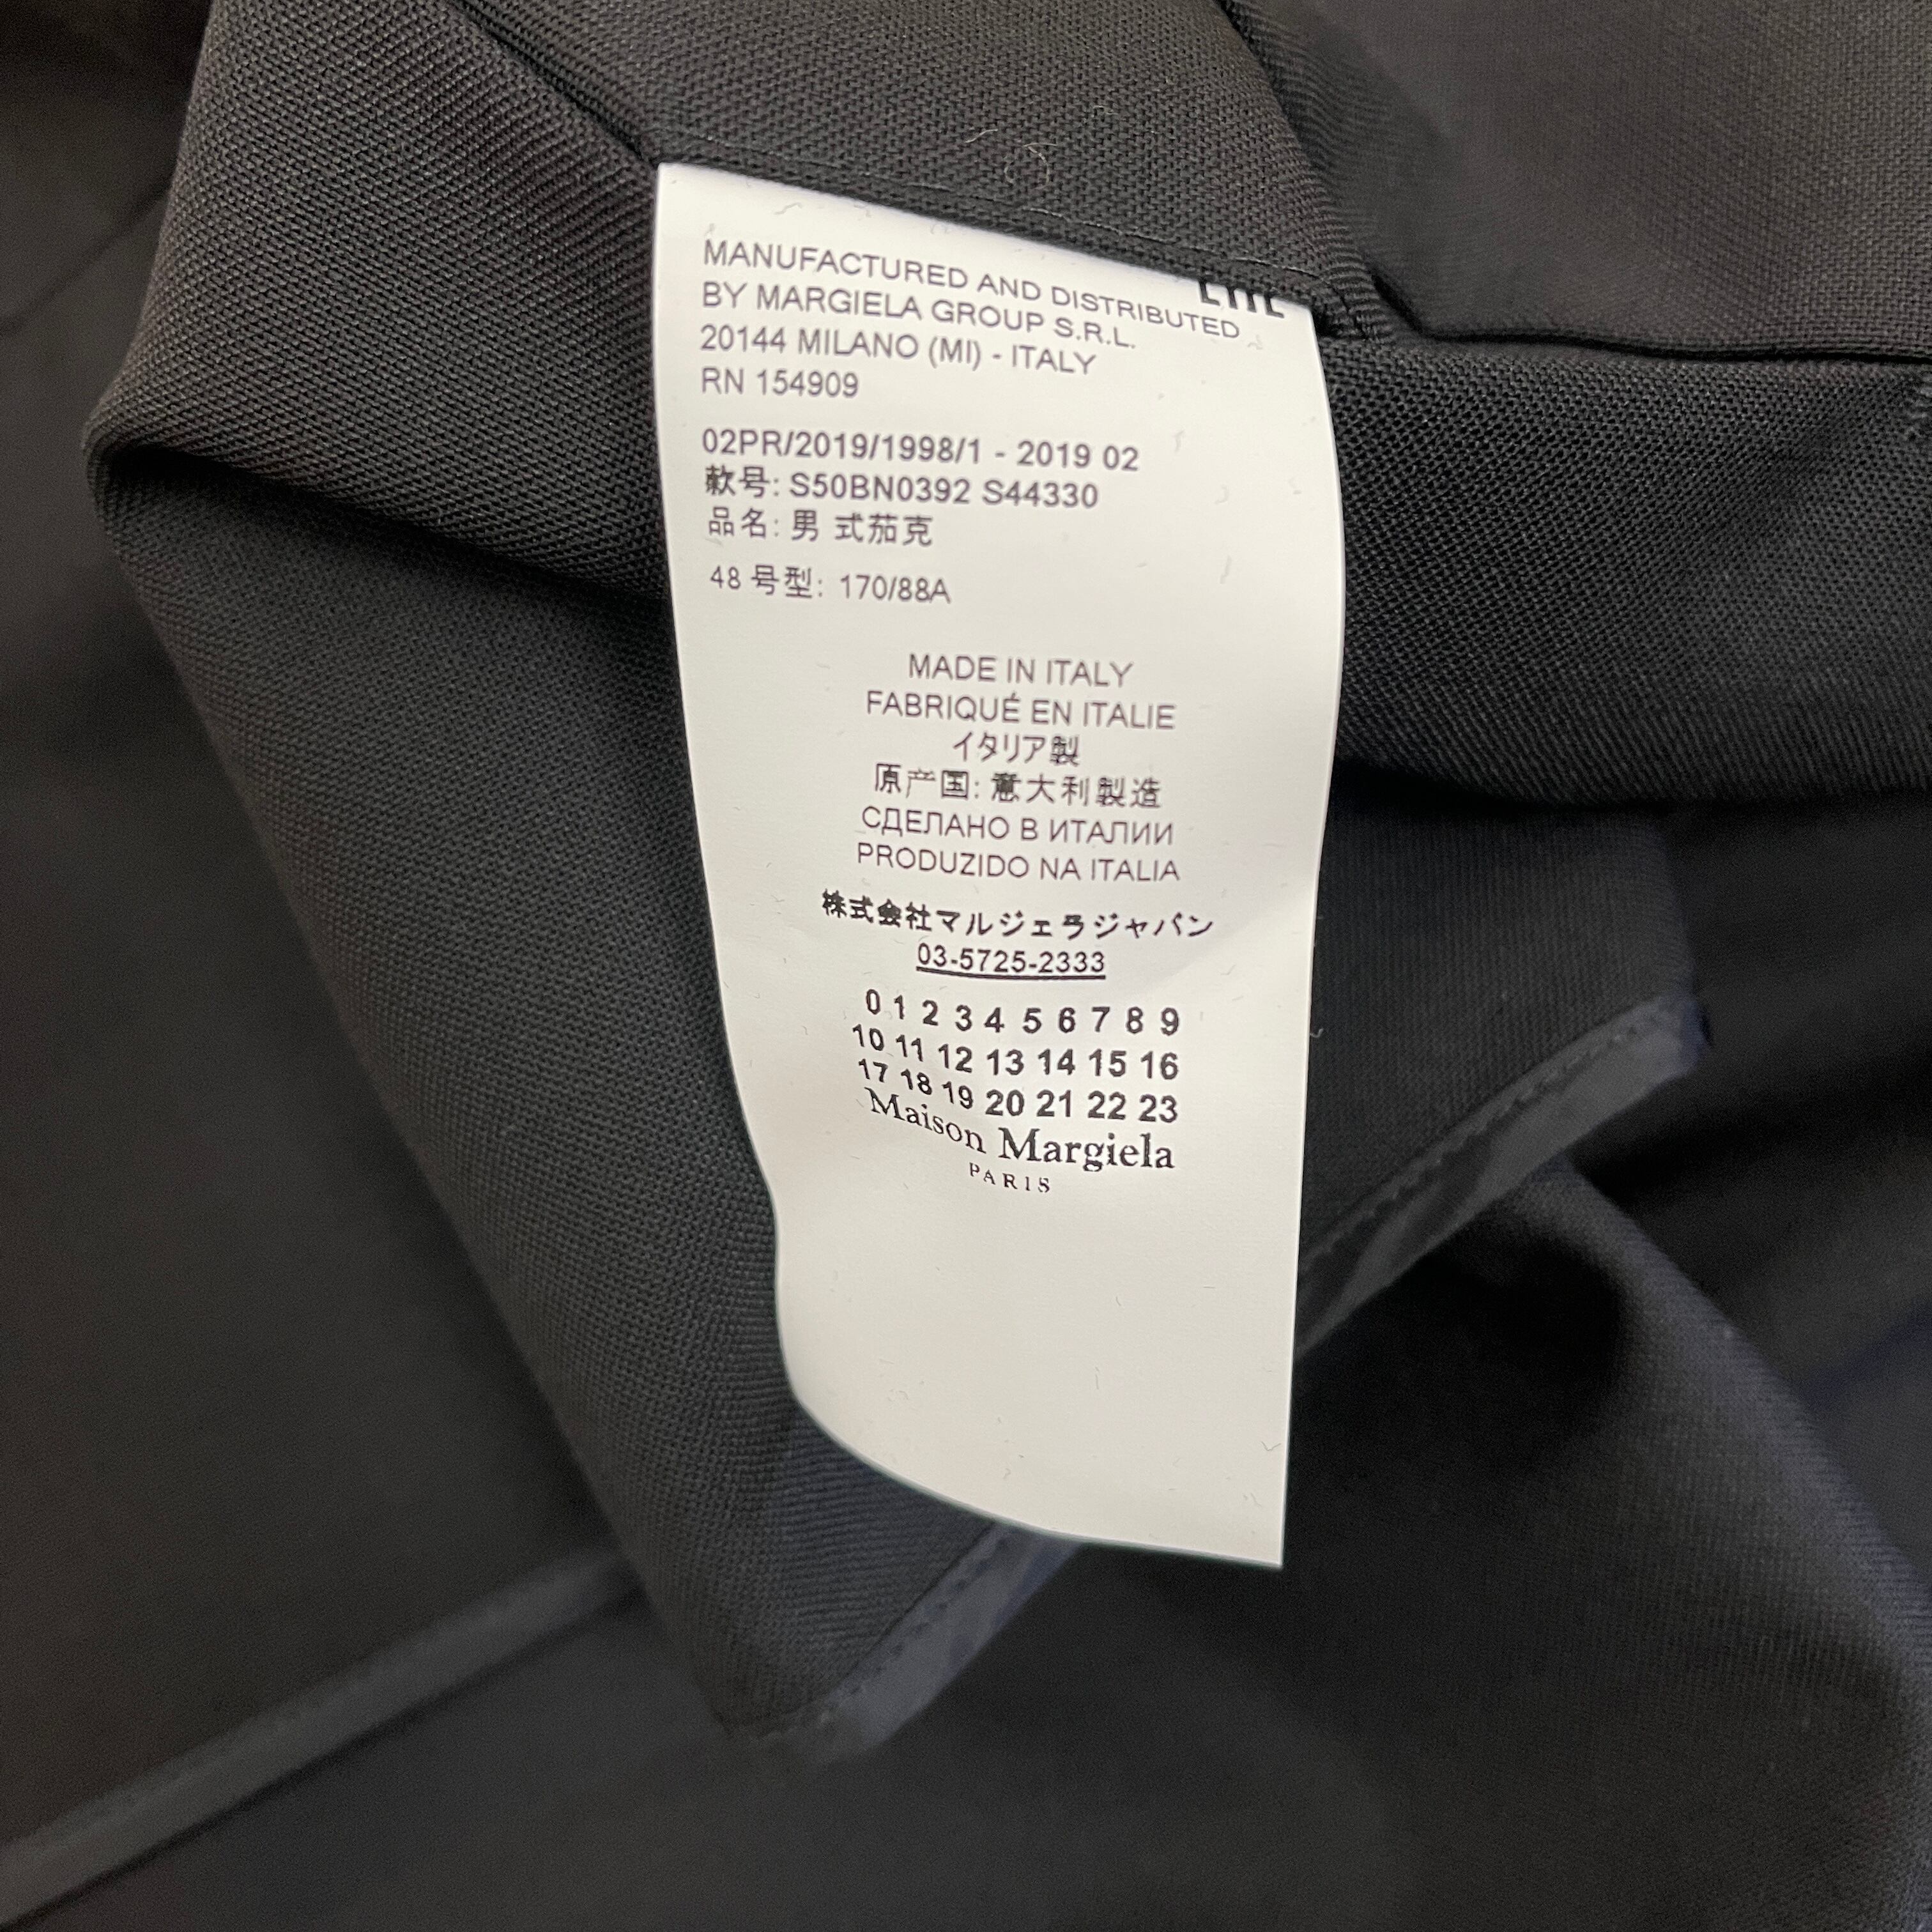 MANUFACTURED AND DISTRIBUTED
BY MARGIELA GROUP S.R.L.
20144 MILANO (MI) - ITALY
RN 154909
02PR/2019/1998/1 - 2019 02
款号: S50BN0392 S44330
品名: 男 式茄克
48 号型: 170/88A
MADE IN ITALY
FABRIQUÉ EN ITALIE
イタリア製
原产国: 意大利製造
СДЕЛАНО В ИТАЛИИ
PRODUZIDO NA ITALIA
株式会社マルジェラジャパン
03-5725-2333
0 1 2 3 4 5 6 7 8 9
10 11 12 13 14 15 16
17 18 19 20 21 22 23
Maison Margiela
PARIS